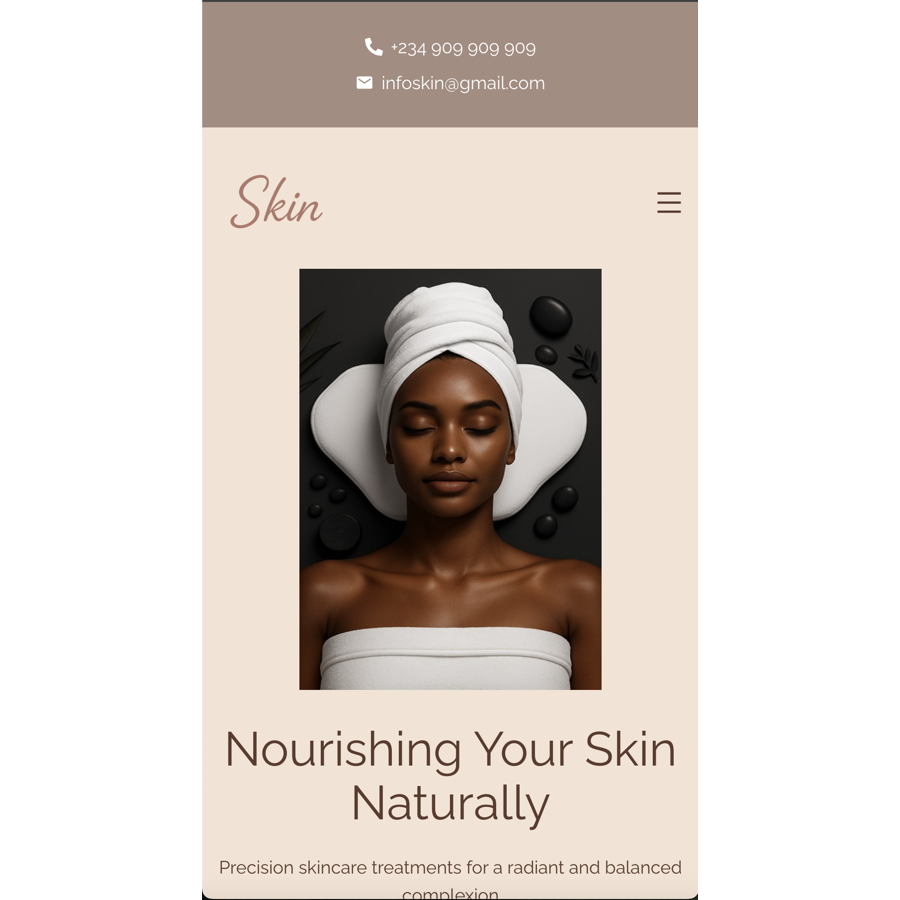 +234 909 909 909
infoskin@gmail.com
Skin
Nourishing Your Skin
Naturally
Precision skincare treatments for a radiant and balanced
complexion